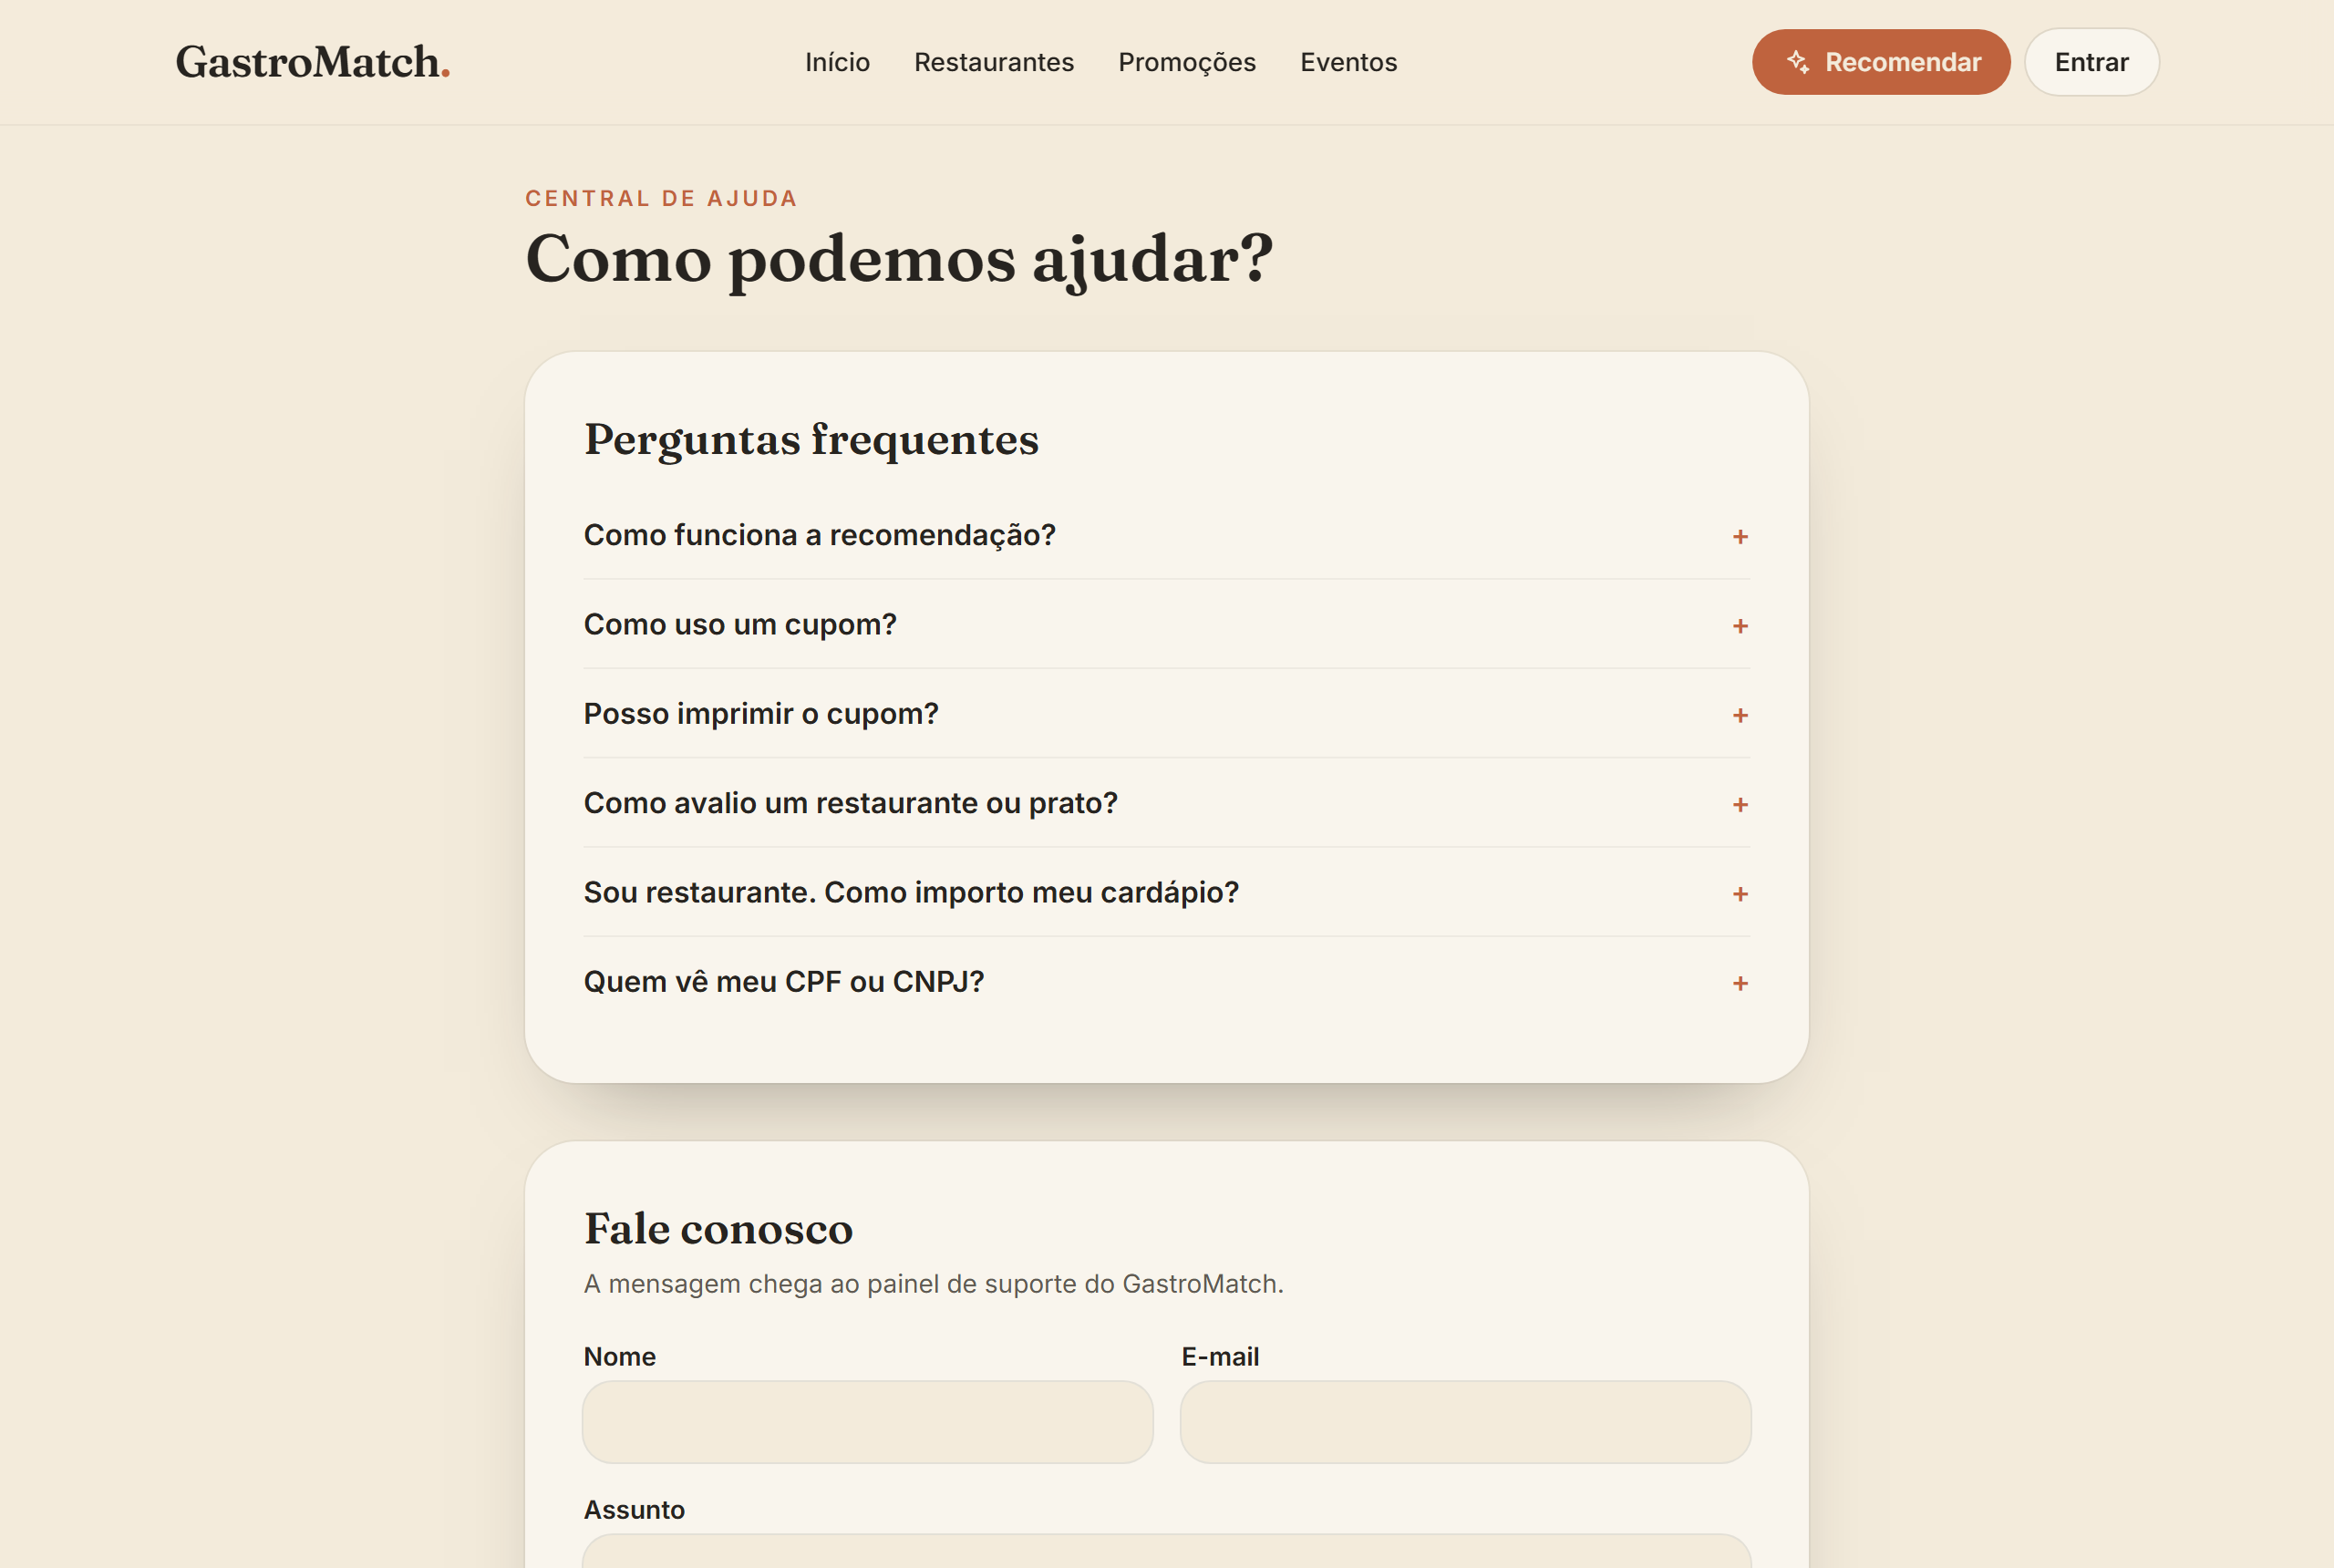 GastroMatch.
Início
Restaurantes
Promoções
Eventos
Recomendar
Entrar
CENTRAL DE AJUDA
Como podemos ajudar?
Perguntas frequentes
Como funciona a recomendação? +
Como uso um cupom? +
Posso imprimir o cupom? +
Como avalio um restaurante ou prato? +
Sou restaurante. Como importo meu cardápio? +
Quem vê meu CPF ou CNPJ? +
Fale conosco
A mensagem chega ao painel de suporte do GastroMatch.
Nome
E-mail
Assunto